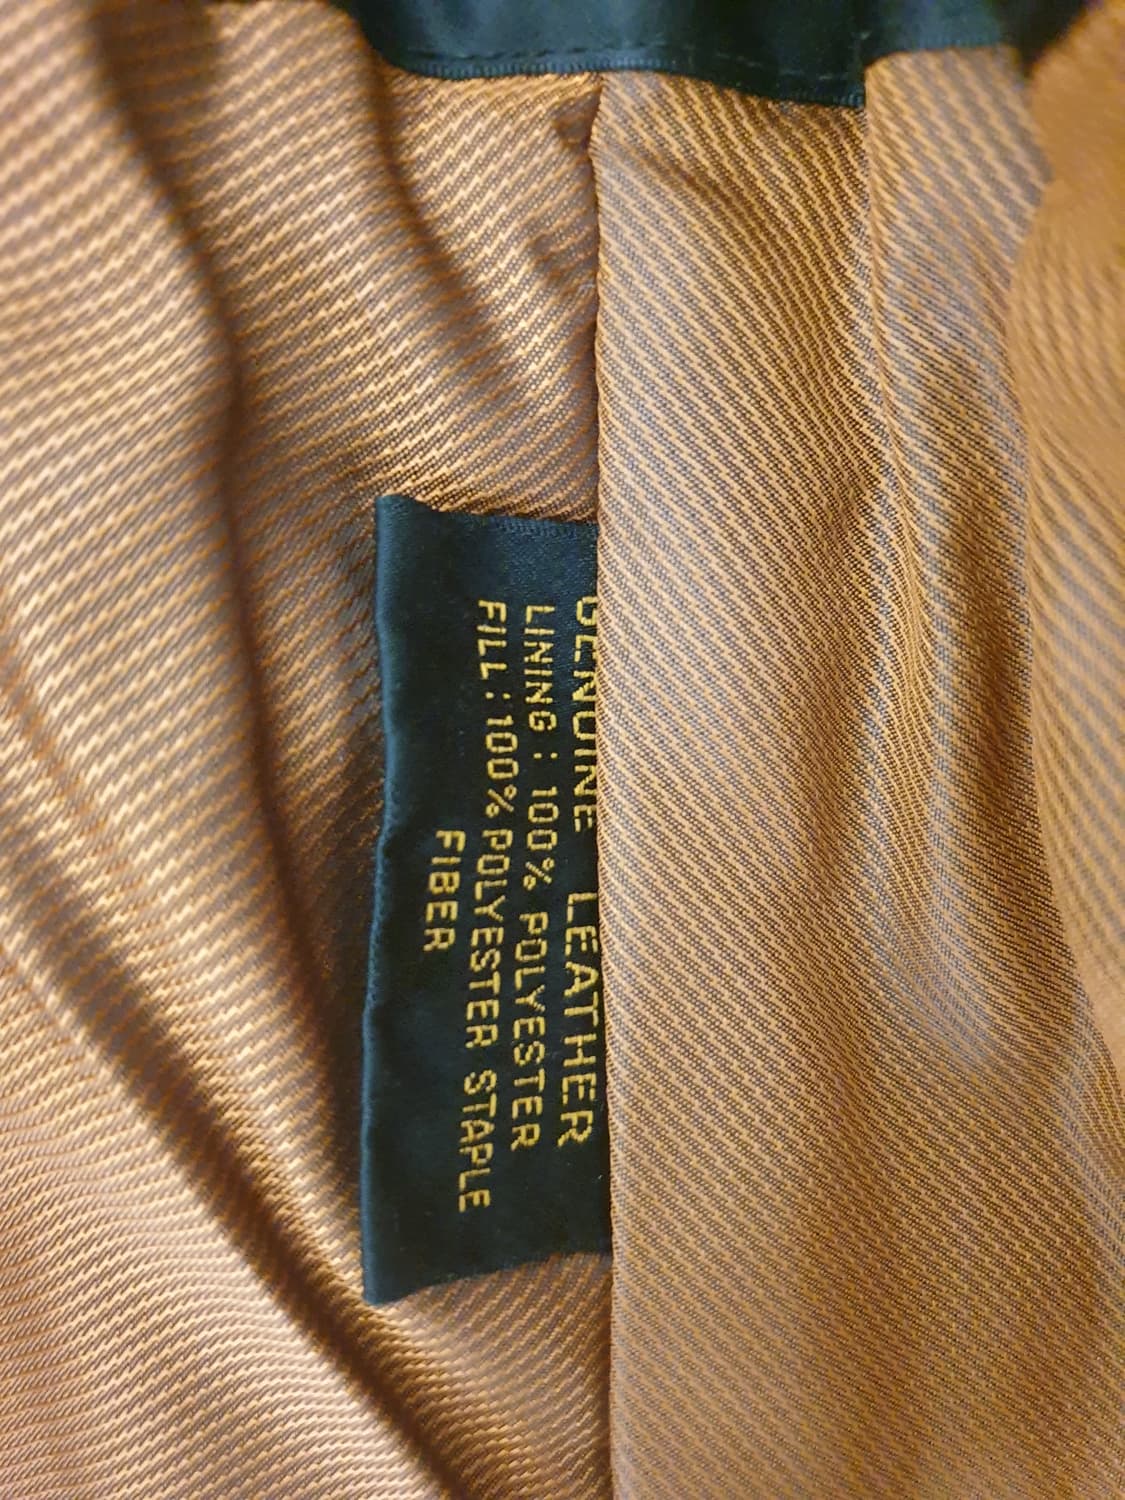 GENUINE LEATHER
LINING : 100% POLYESTER
FILL : 100% POLYESTER STAPLE
FIBER